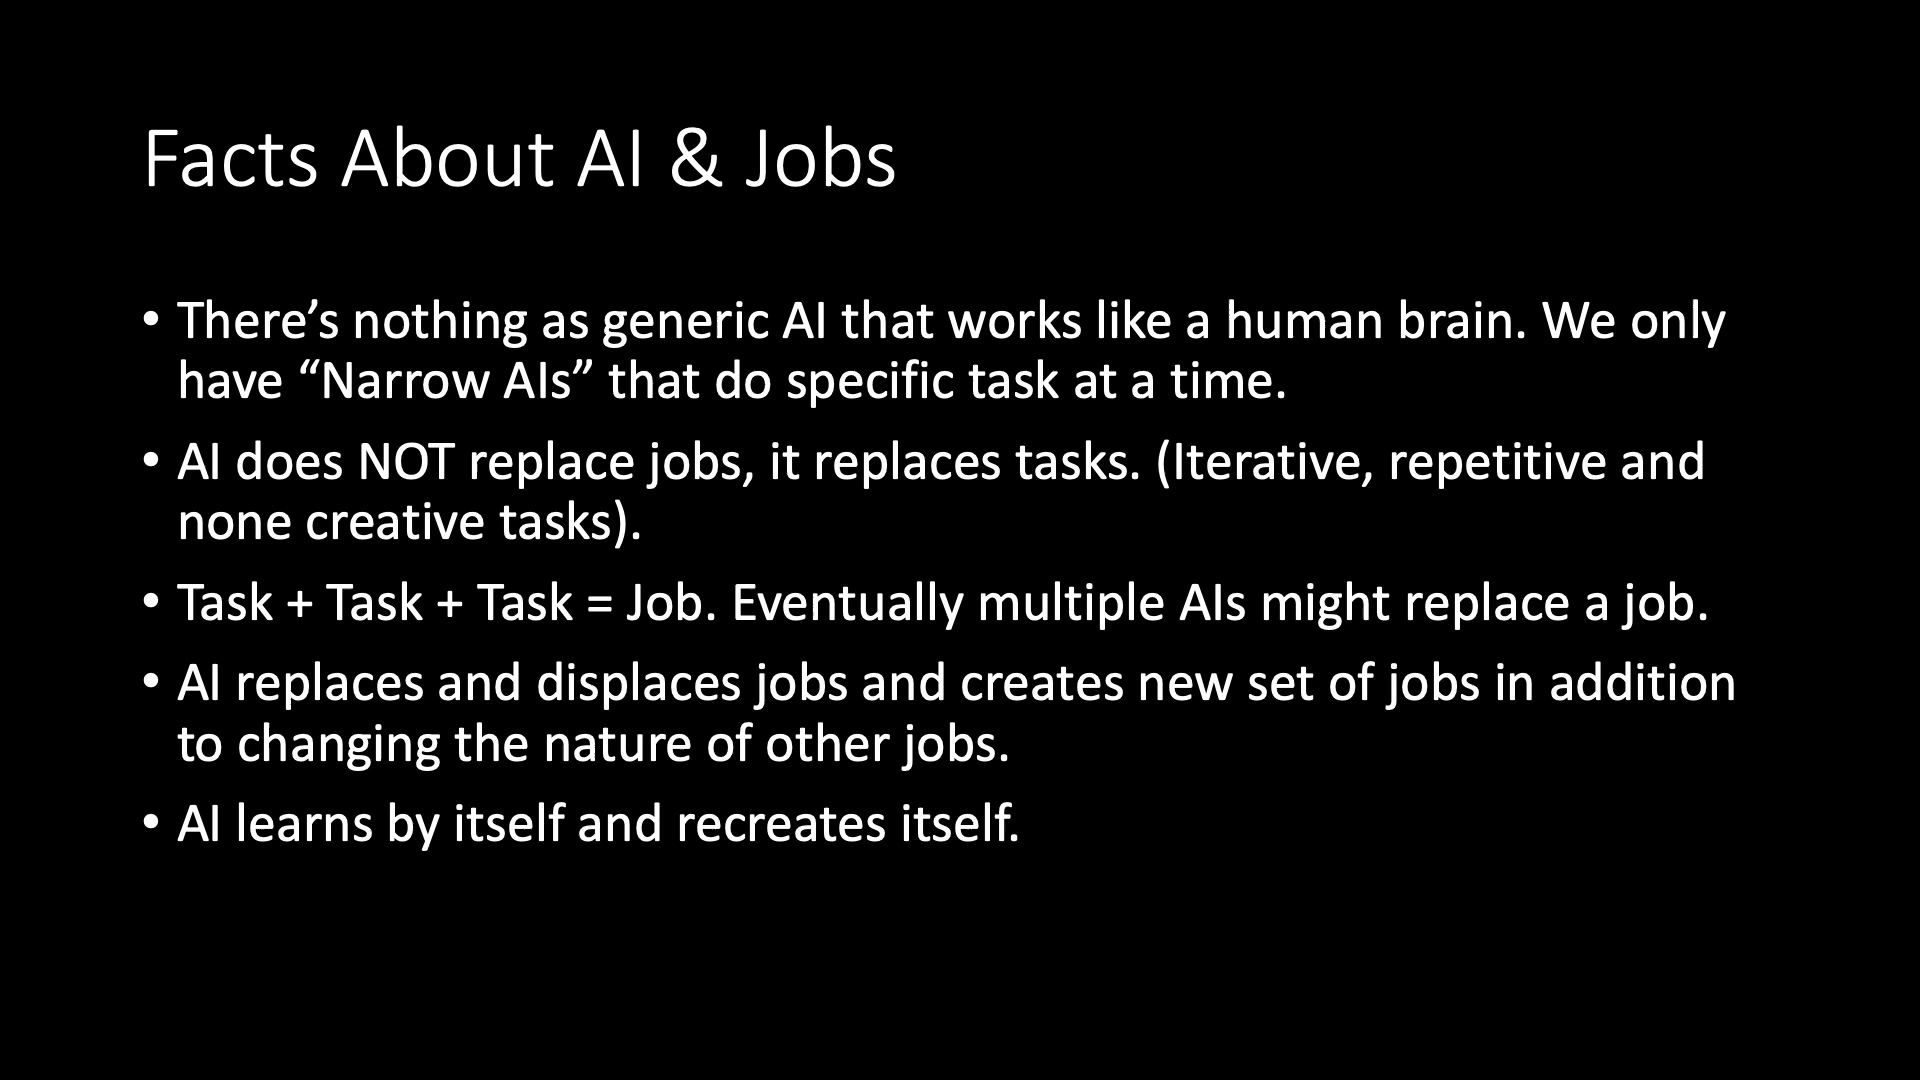 Facts About AI & Jobs
• There’s nothing as generic AI that works like a human brain. We only
have “Narrow AIs” that do specific task at a time.
• AI does NOT replace jobs, it replaces tasks. (Iterative, repetitive and
none creative tasks).
• Task + Task + Task = Job. Eventually multiple AIs might replace a job.
• AI replaces and displaces jobs and creates new set of jobs in addition
to changing the nature of other jobs.
• AI learns by itself and recreates itself.